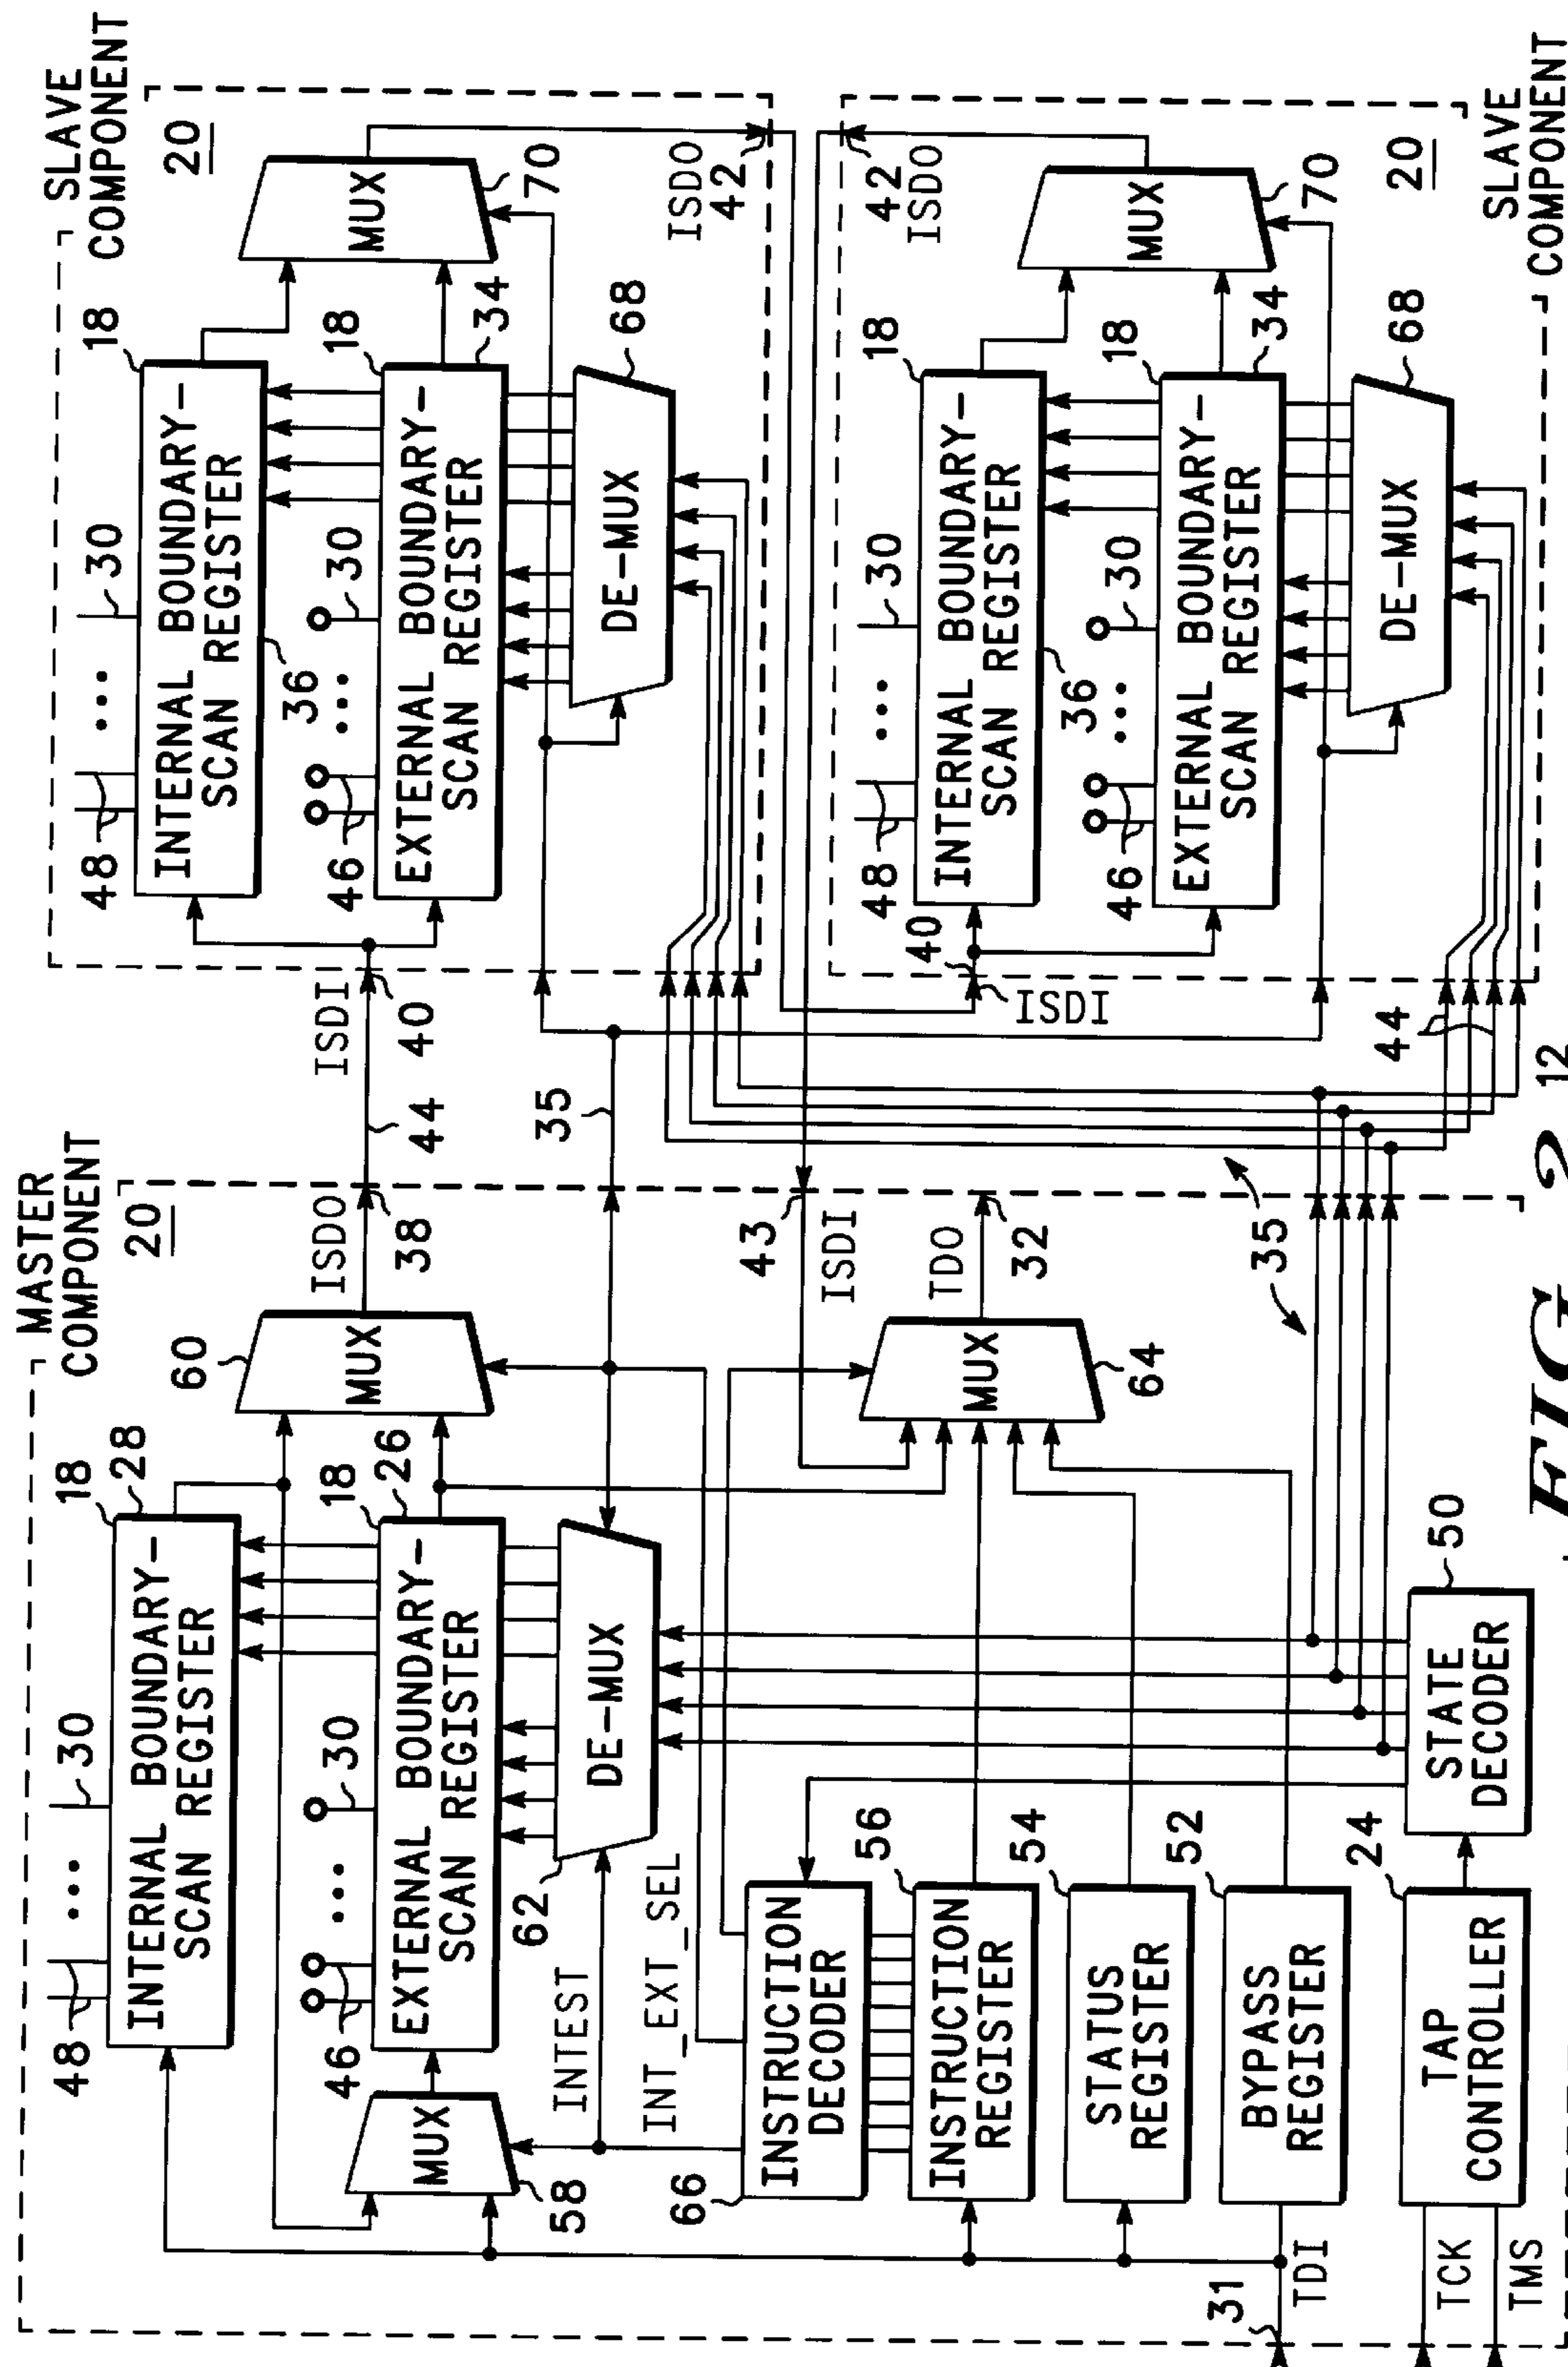 MASTER
COMPONENT
20
18
28
INTERNAL BOUNDARY-
SCAN REGISTER
48
...
30
18
26
EXTERNAL BOUNDARY-
SCAN REGISTER
46
...
30
MUX
58
MUX
60
ISDO
38
DE-MUX
62
INTEST
INT_EXT_SEL
INSTRUCTION
DECODER
66
INSTRUCTION
REGISTER
56
STATUS
REGISTER
54
BYPASS
REGISTER
52
TAP
CONTROLLER
24
STATE
DECODER
50
31
TDI
TCK
TMS
43
ISDI
TDO
32
MUX
64
35
35
44
ISDI
40
SLAVE
COMPONENT
20
18
INTERNAL BOUNDARY-
SCAN REGISTER
48
...
30
36
18
EXTERNAL BOUNDARY-
SCAN REGISTER
34
46
...
30
DE-MUX
68
MUX
70
ISDO
42
42
ISDO
SLAVE
COMPONENT
20
40
ISDI
18
INTERNAL BOUNDARY-
SCAN REGISTER
48
...
30
36
18
EXTERNAL BOUNDARY-
SCAN REGISTER
34
46
...
30
DE-MUX
68
MUX
70
44
12
FIG. 2